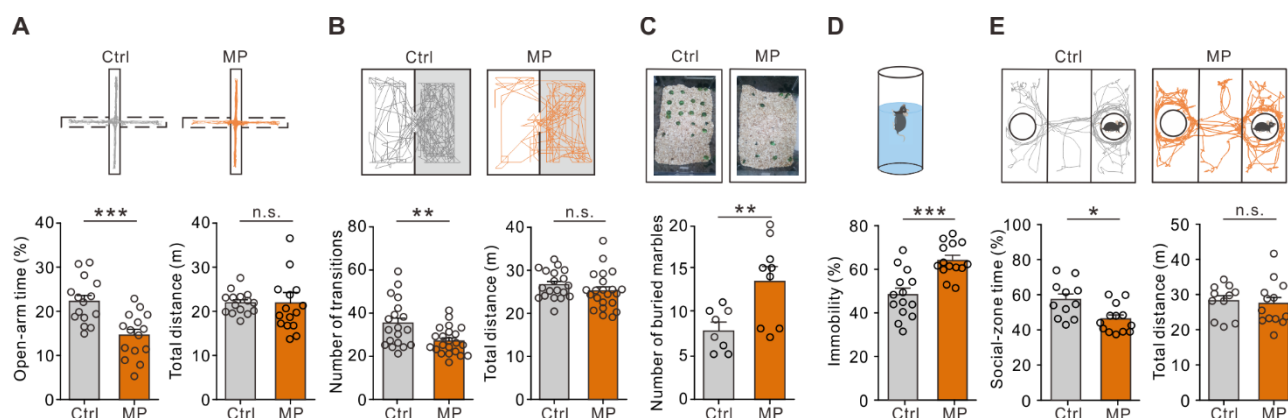 A
Ctrl
MP
Open-arm time (%)
40
30
20
10
0
***
Ctrl
MP
Total distance (m)
40
30
20
10
0
n.s.
Ctrl
MP
B
Ctrl
MP
Number of transitions
80
60
40
20
0
**
Ctrl
MP
Total distance (m)
40
30
20
10
0
n.s.
Ctrl
MP
C
Ctrl
MP
Number of buried marbles
20
15
10
5
0
**
Ctrl
MP
D
Immobility (%)
100
80
60
40
20
0
***
Ctrl
MP
E
Ctrl
MP
Social-zone time (%)
100
80
60
40
20
0
*
Ctrl
MP
Total distance (m)
50
40
30
20
10
0
n.s.
Ctrl
MP